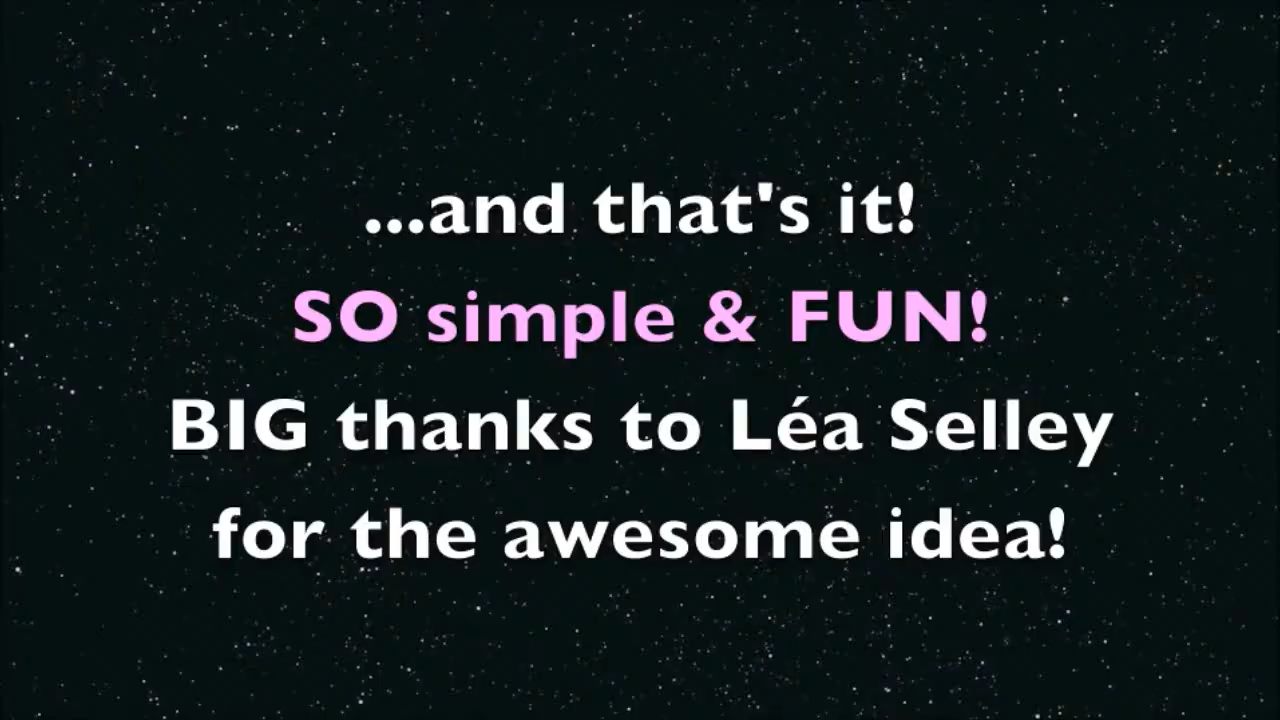 ...and that's it!
SO simple & FUN!
BIG thanks to Léa Selley
for the awesome idea!